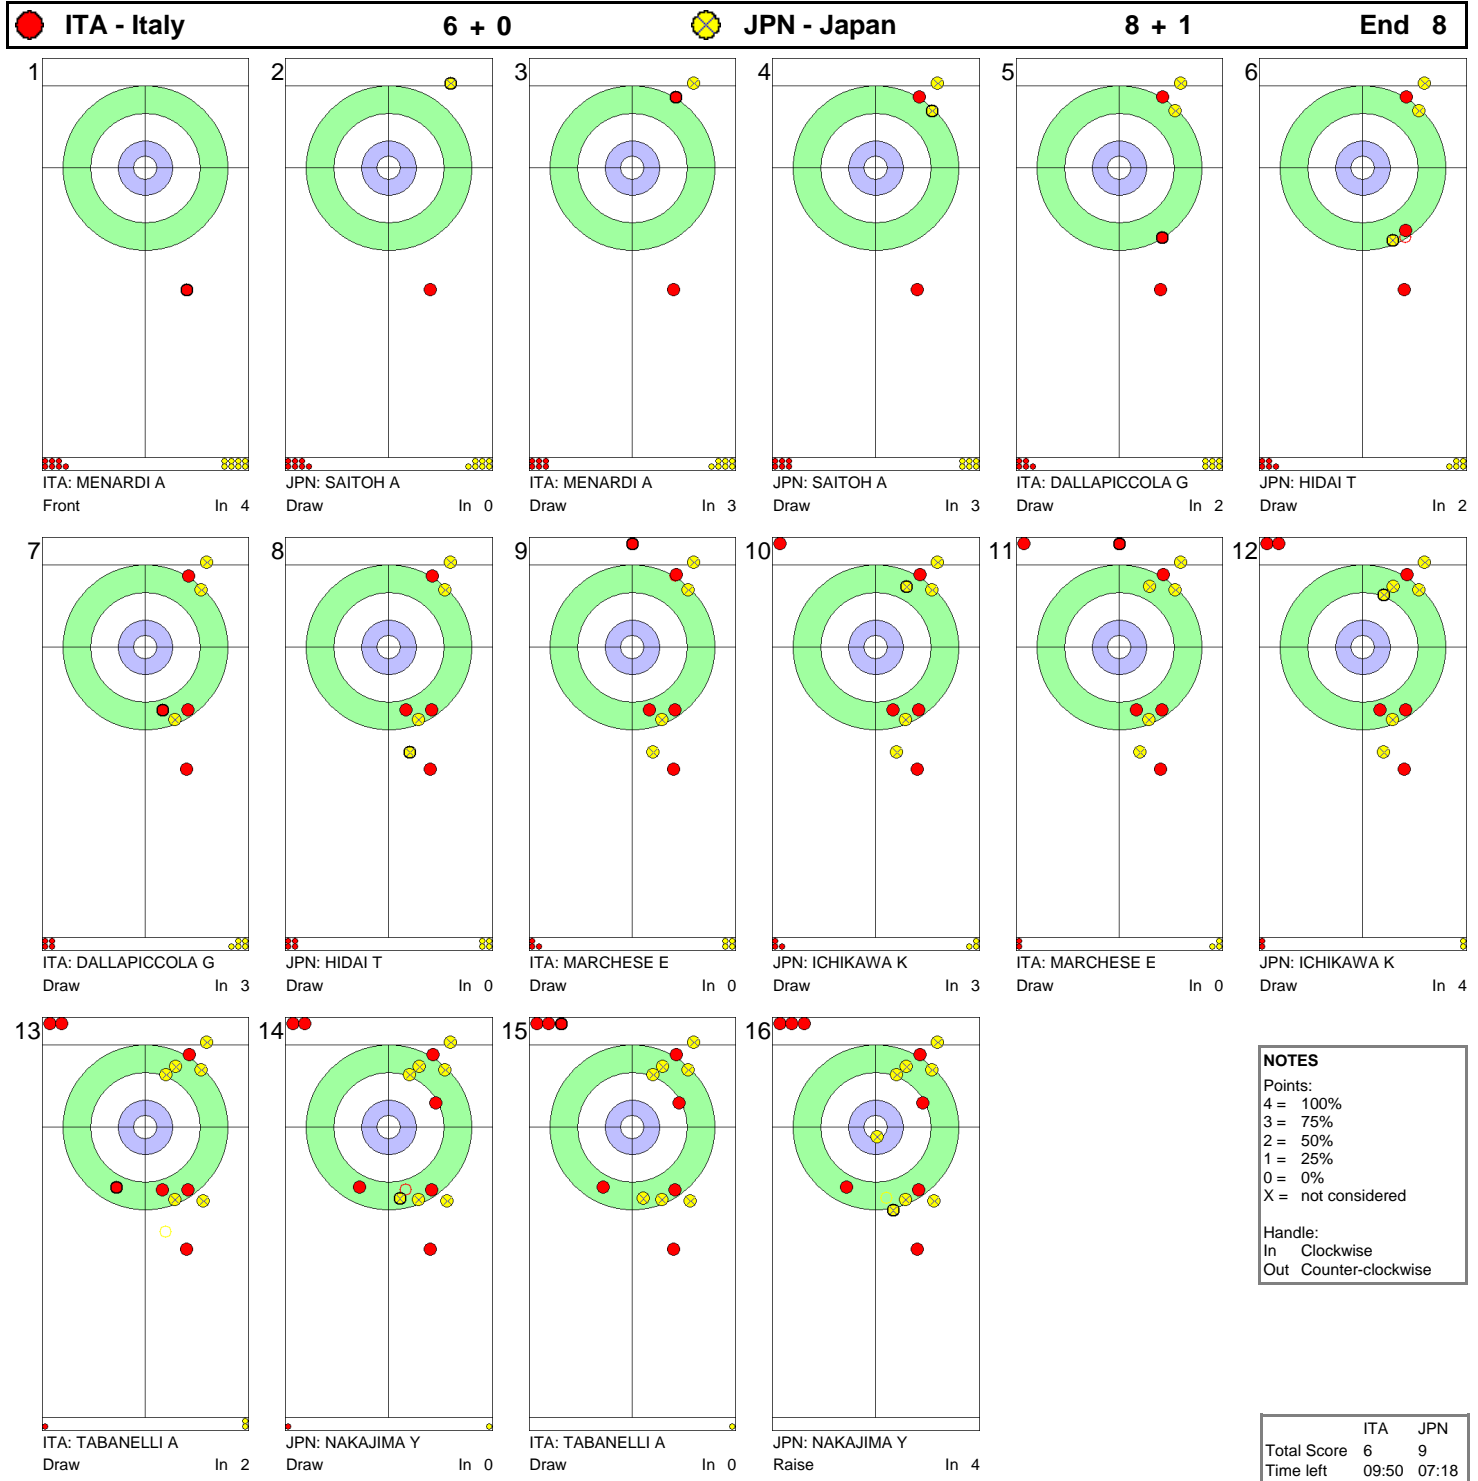 ITA - Italy 6 + 0 JPN - Japan 8 + 1 End 8
1 2 3 4 5 6
ITA: MENARDI A JPN: SAITOH A ITA: MENARDI A JPN: SAITOH A ITA: DALLAPICCOLA G JPN: HIDAI T
Front In 4 Draw In 0 Draw In 3 Draw In 3 Draw In 2 Draw In 2
7 8 9 10 11 12
ITA: DALLAPICCOLA G JPN: HIDAI T ITA: MARCHESE E JPN: ICHIKAWA K ITA: MARCHESE E JPN: ICHIKAWA K
Draw In 3 Draw In 0 Draw In 0 Draw In 3 Draw In 0 Draw In 4
13 14 15 16
ITA: TABANELLI A JPN: NAKAJIMA Y ITA: TABANELLI A JPN: NAKAJIMA Y
Draw In 2 Draw In 0 Draw In 0 Raise In 4
NOTES
Points:
4 = 100%
3 = 75%
2 = 50%
1 = 25%
0 = 0%
X = not considered
Handle:
In Clockwise
Out Counter-clockwise
ITA JPN
Total Score 6 9
Time left 09:50 07:18